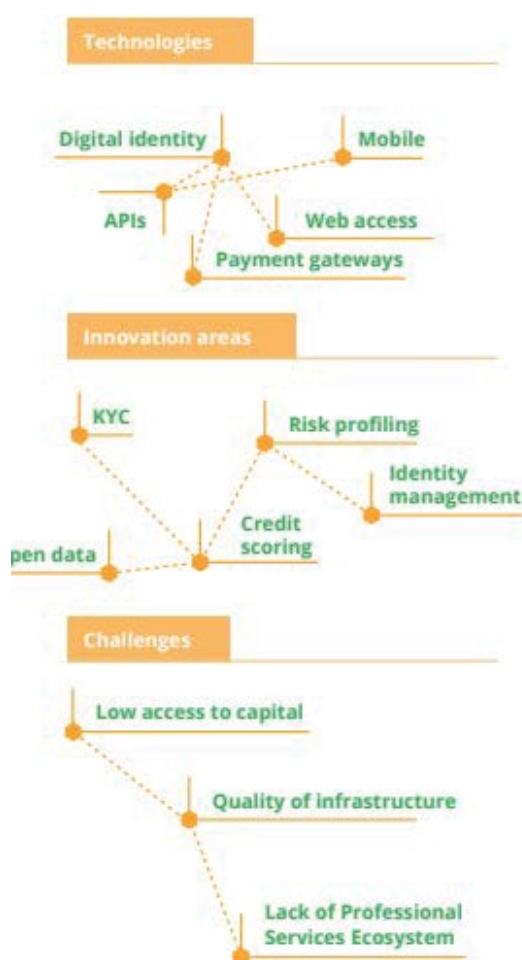 Technologies
Digital identity
Mobile
APIs
Web access
Payment gateways
Innovation areas
KYC
Risk profiling
Identity
management
Credit
scoring
pen data
Challenges
Low access to capital
Quality of infrastructure
Lack of Professional
Services Ecosystem